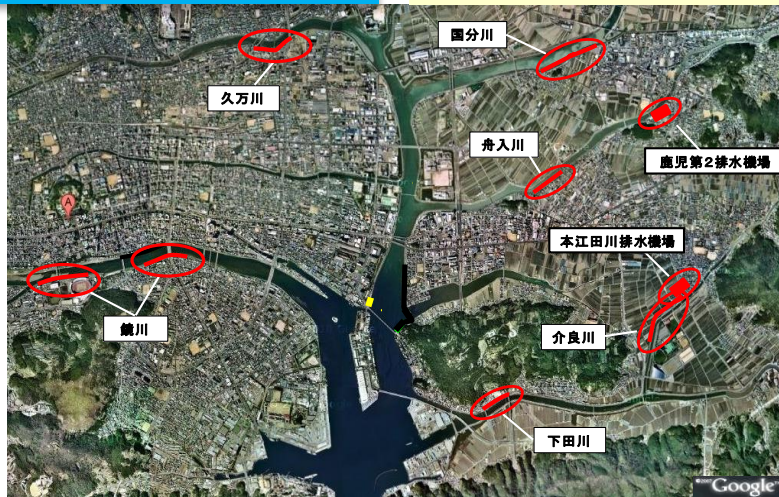 国分川
久万川
舟入川
鹿児第2排水機場
A
本江田川排水機場
鏡川
介良川
下田川
©2007 Google